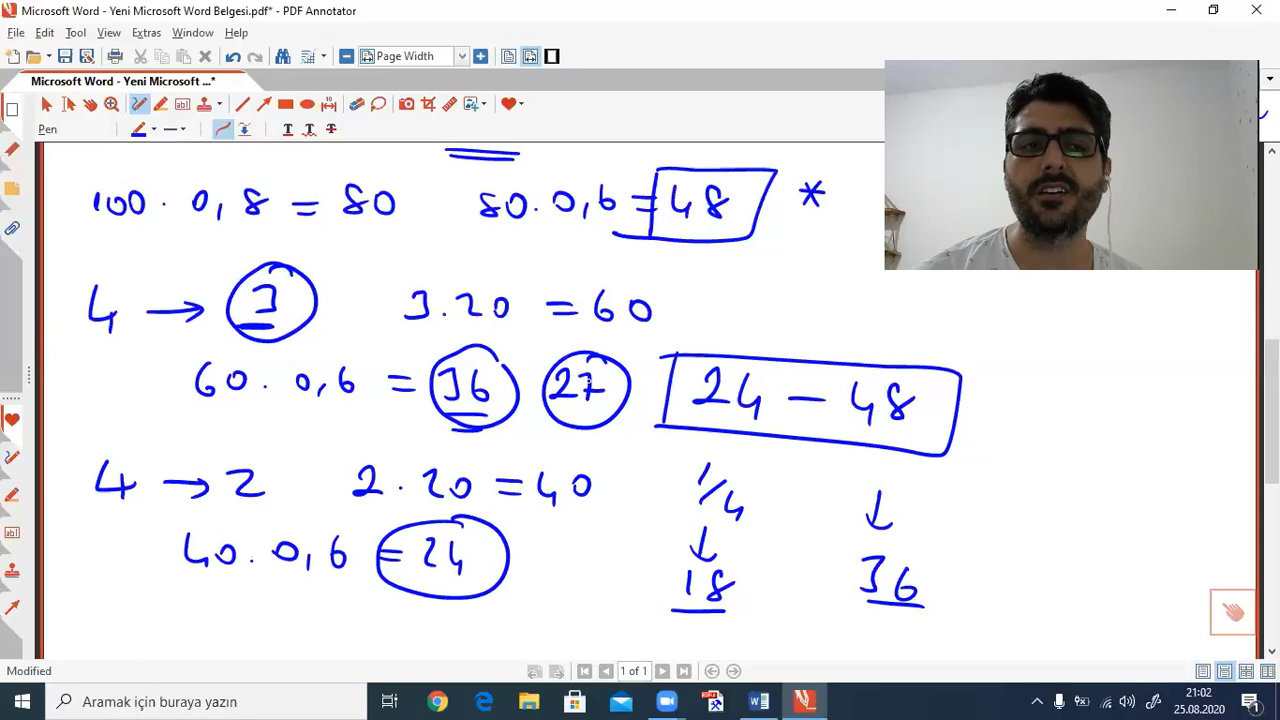 Microsoft Word - Yeni Microsoft Word Belgesi.pdf* - PDF Annotator
File Edit Tool View Extras Window Help
Page Width
Microsoft Word - Yeni Microsoft ...*
Pen
100 . 0,8 = 80 80 . 0,6 = 48 *
4 → 3 3 . 20 = 60
60 . 0,6 = 36 27 24 - 48
4 → 2 2 . 20 = 40 1/4 ↓
40 . 0,6 = 24 ↓ 36
18
Modified 1 of 1
Aramak için buraya yazın 21:02
25.08.2020